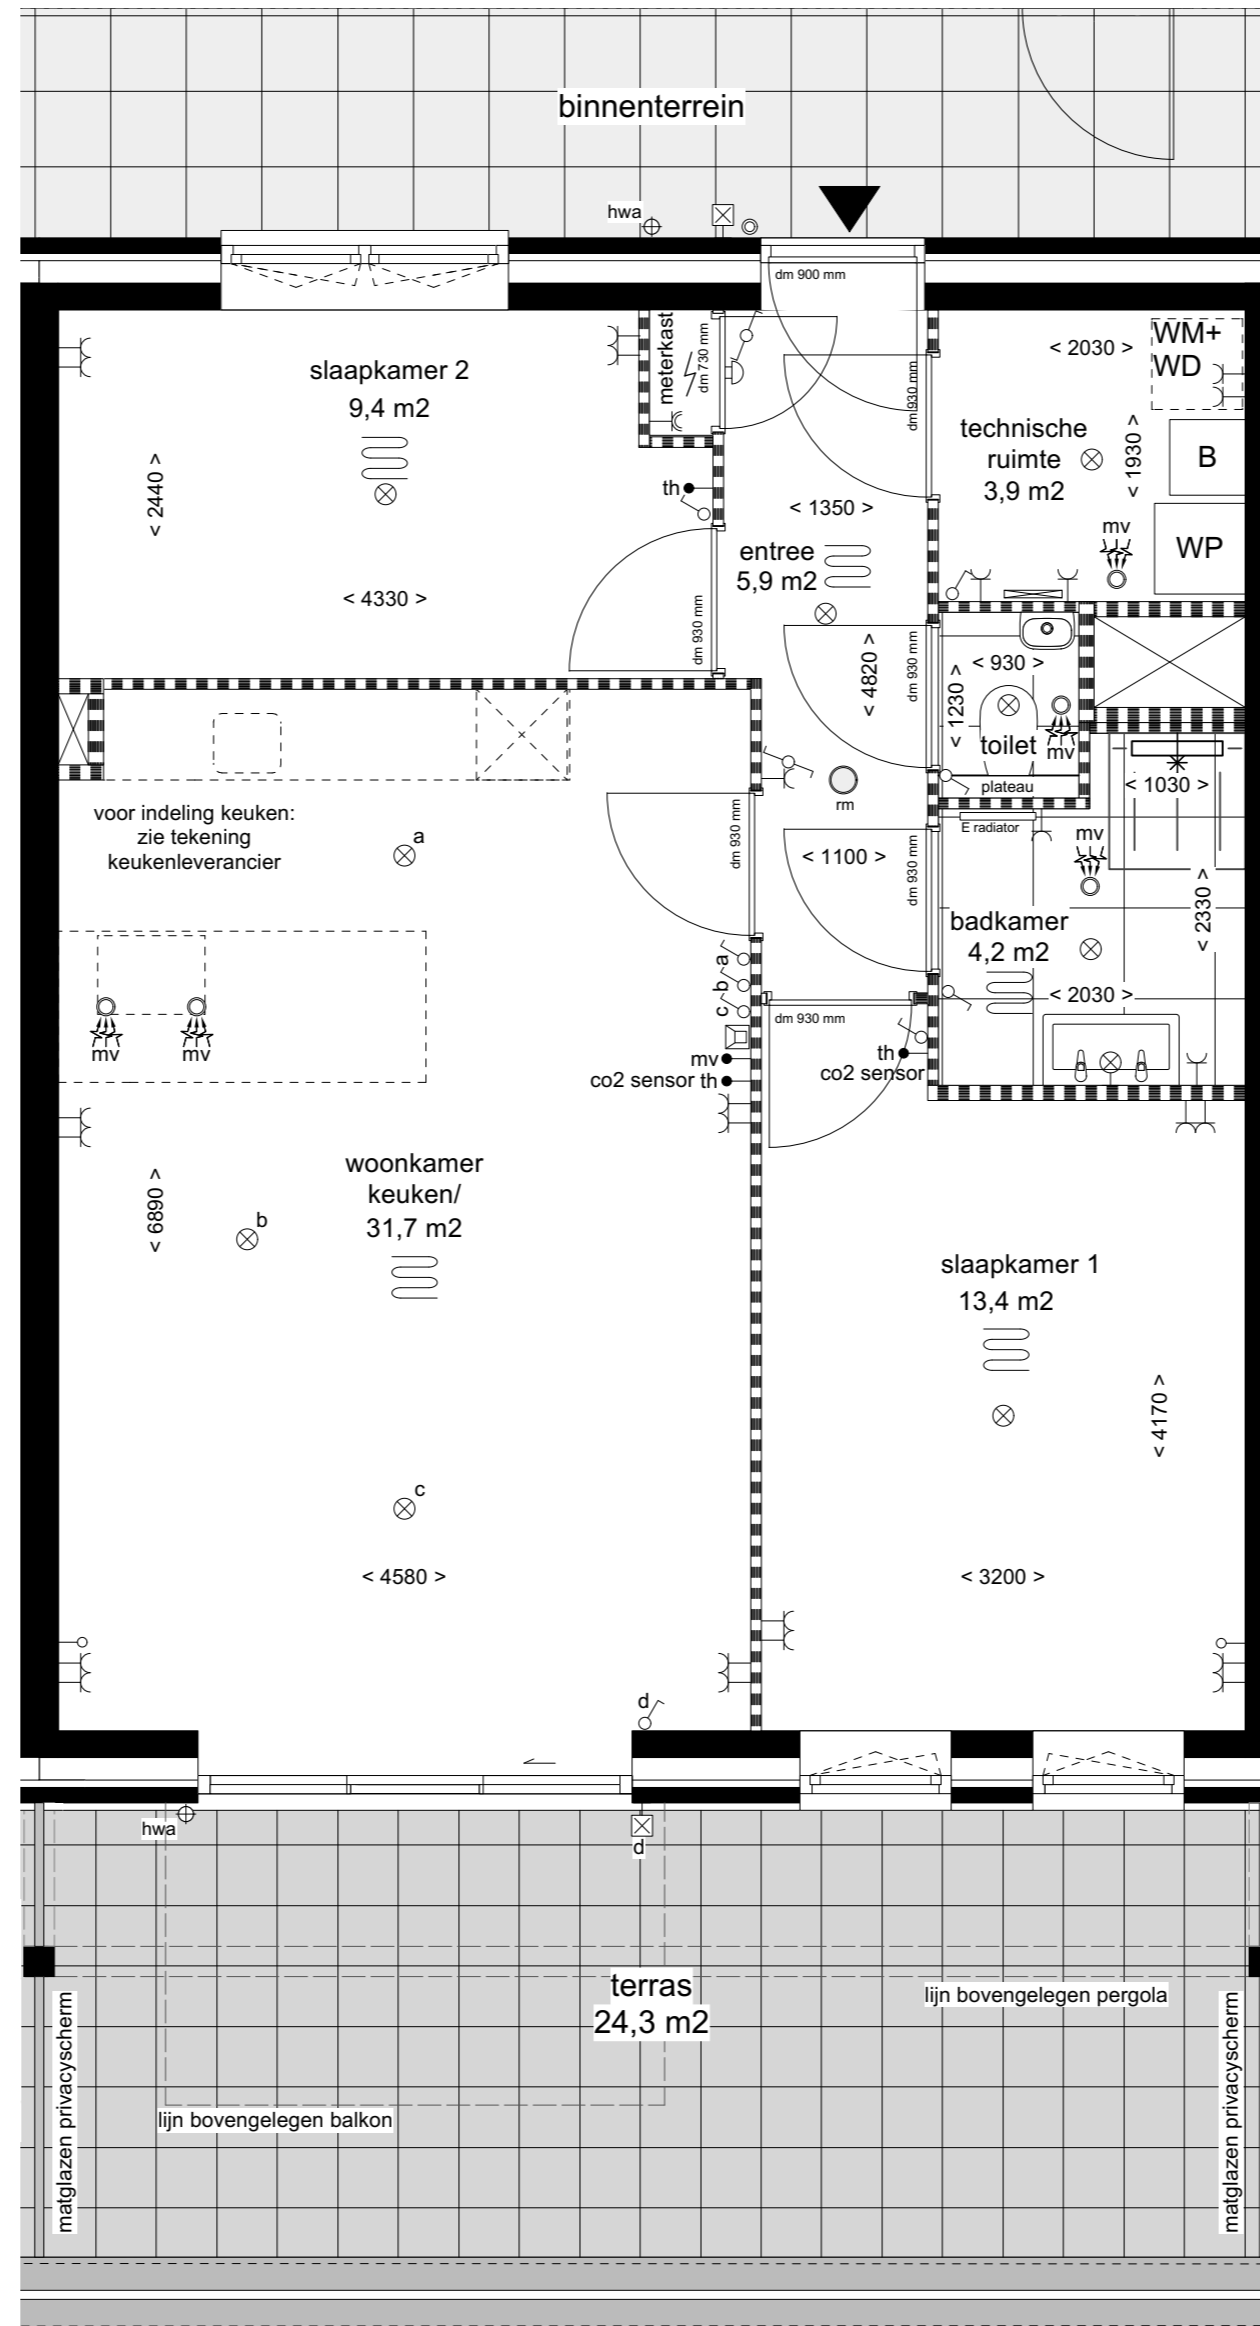 binnenterrein
hwa
dm 900 mm
meterkast
dm 730 mm
dm 930 mm
< 2030 >
WM+
WD
slaapkamer 2
9,4 m2
technische
ruimte
3,9 m2
< 1930 >
B
< 2440 >
th
< 1350 >
WP
mv
entree
5,9 m2
< 4330 >
dm 930 mm
< 4820 >
dm 930 mm
< 930 >
< 1230 >
toilet
mv
plateau
< 1030 >
rm
E radiator
voor indeling keuken:
zie tekening
keukenleverancier
a
dm 930 mm
< 1100 >
dm 930 mm
mv
< 2330 >
badkamer
4,2 m2
< 2030 >
a
b
c
dm 930 mm
mv
mv
mv
th
co2 sensor
co2 sensor th
woonkamer
keuken/
31,7 m2
< 6890 >
b
slaapkamer 1
13,4 m2
< 4170 >
c
< 4580 >
< 3200 >
d
hwa
d
terras
24,3 m2
lijn bovengelegen pergola
matglazen privacyscherm
matglazen privacyscherm
lijn bovengelegen balkon